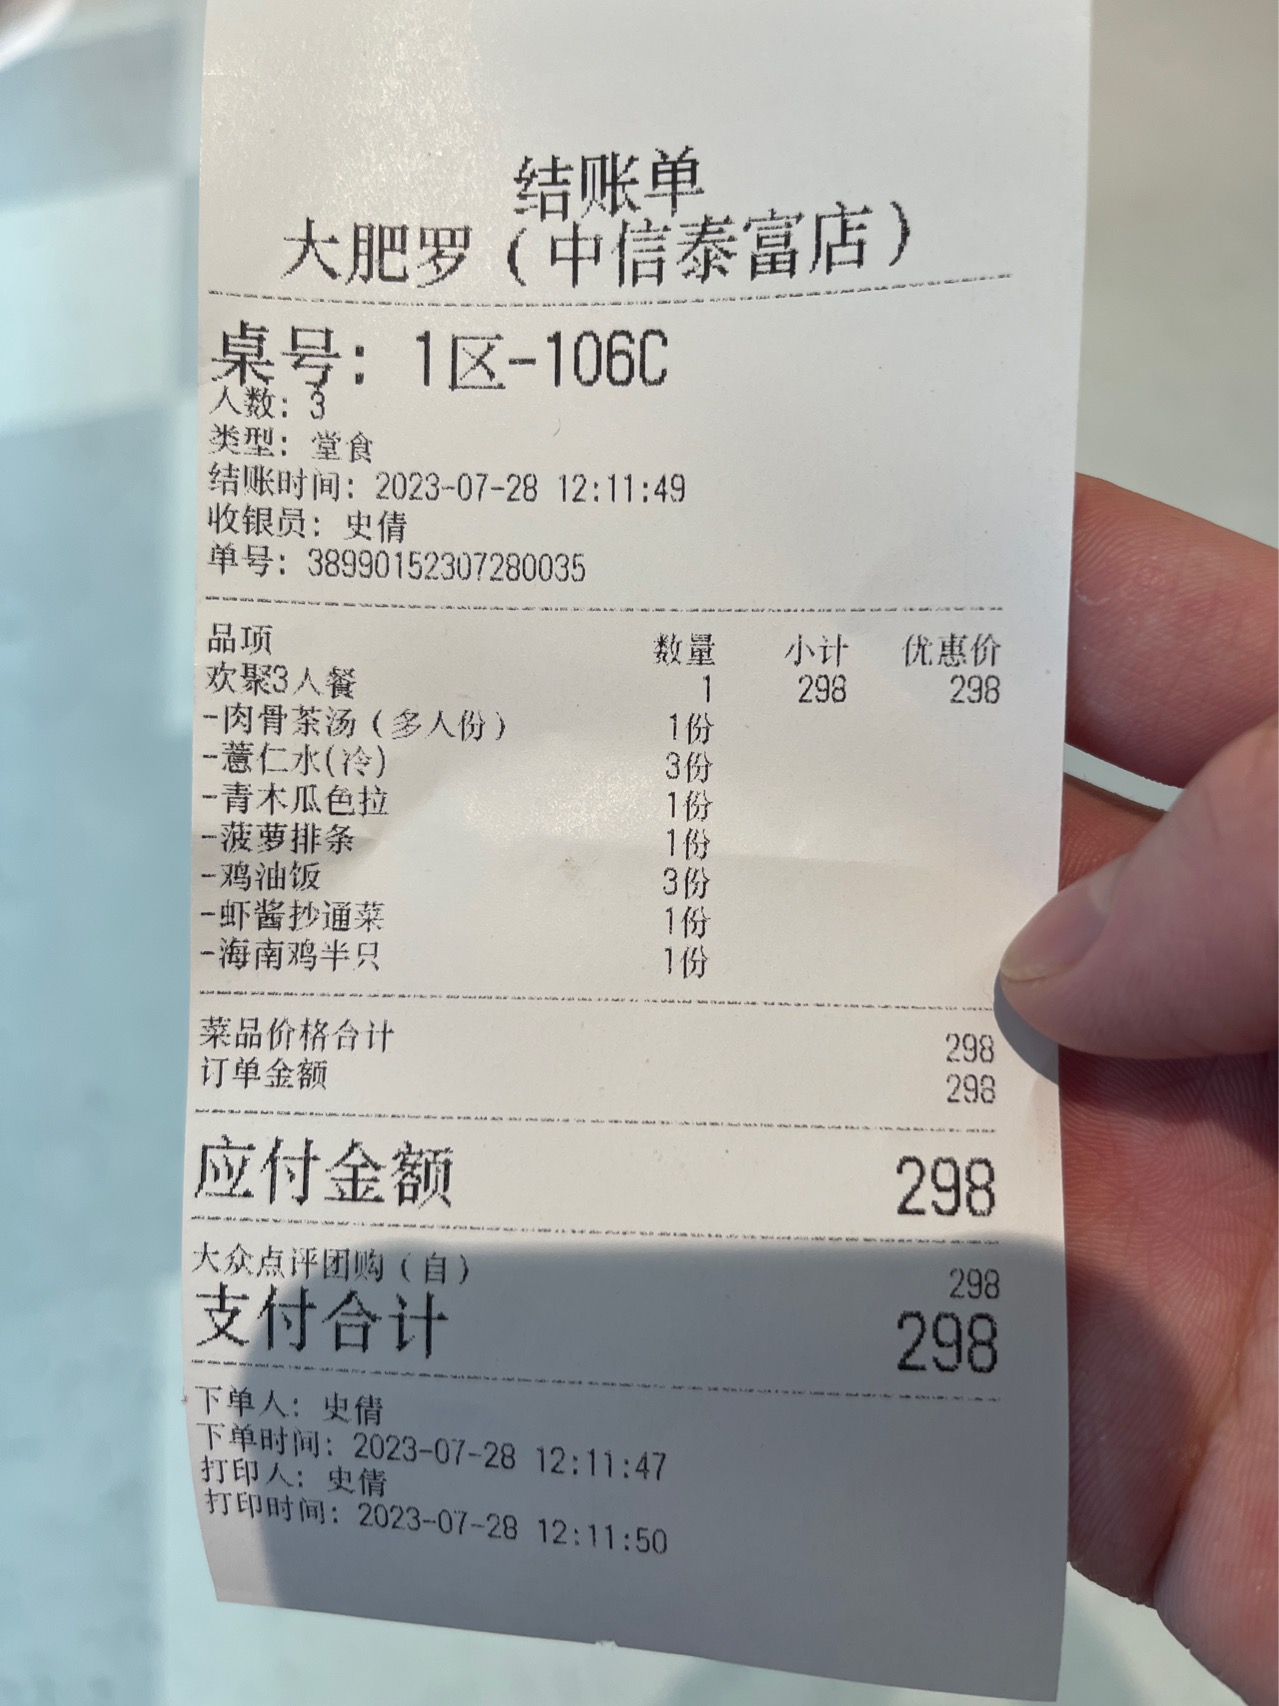 结账单
大肥罗（中信泰富店）
桌号：1区-106C
人数：3
类型：堂食
结账时间：2023-07-28 12:11:49
收银员：史倩
单号：38990152307280035
品项 数量 小计 优惠价
欢聚3人餐 1 298 298
-肉骨茶汤（多人份） 1份
-薏仁水(冷) 3份
-青木瓜色拉 1份
-菠萝排条 1份
-鸡油饭 3份
-虾酱抄通菜 1份
-海南鸡半只 1份
菜品价格合计 298
订单金额 298
应付金额 298
大众点评团购（自） 298
支付合计 298
下单人：史倩
下单时间：2023-07-28 12:11:47
打印人：史倩
打印时间：2023-07-28 12:11:50